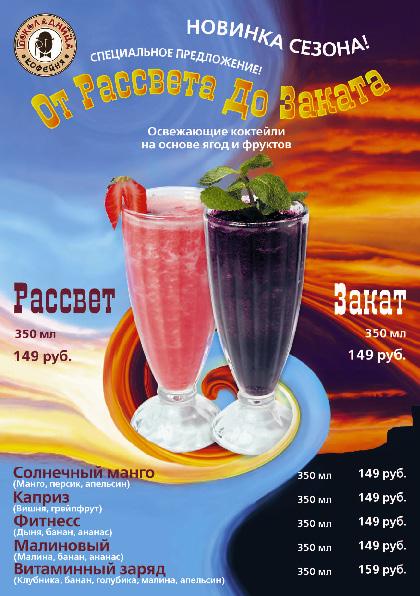 ШОКОЛАДНИЦА
КОФЕЙНЯ
НОВИНКА СЕЗОНА!
СПЕЦИАЛЬНОЕ ПРЕДЛОЖЕНИЕ!
От Рассвета До Заката
Освежающие коктейли
на основе ягод и фруктов
Рассвет
350 мл
149 руб.
Закат
350 мл
149 руб.
Солнечный манго 350 мл 149 руб.
(Манго, персик, апельсин)
Каприз 350 мл 149 руб.
(Вишня, грейпфрут)
Фитнесс 350 мл 149 руб.
(Дыня, банан, ананас)
Малиновый 350 мл 149 руб.
(Малина, банан, ананас)
Витаминный заряд 350 мл 159 руб.
(Клубника, банан, голубика, малина, апельсин)